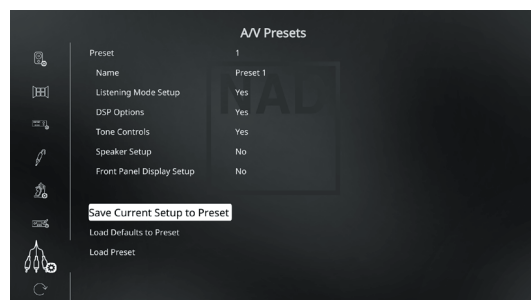 A/V Presets
Preset 1
Name Preset 1
Listening Mode Setup Yes
DSP Options Yes
Tone Controls Yes
Speaker Setup No
Front Panel Display Setup No
Save Current Setup to Preset
Load Defaults to Preset
Load Preset
NAD